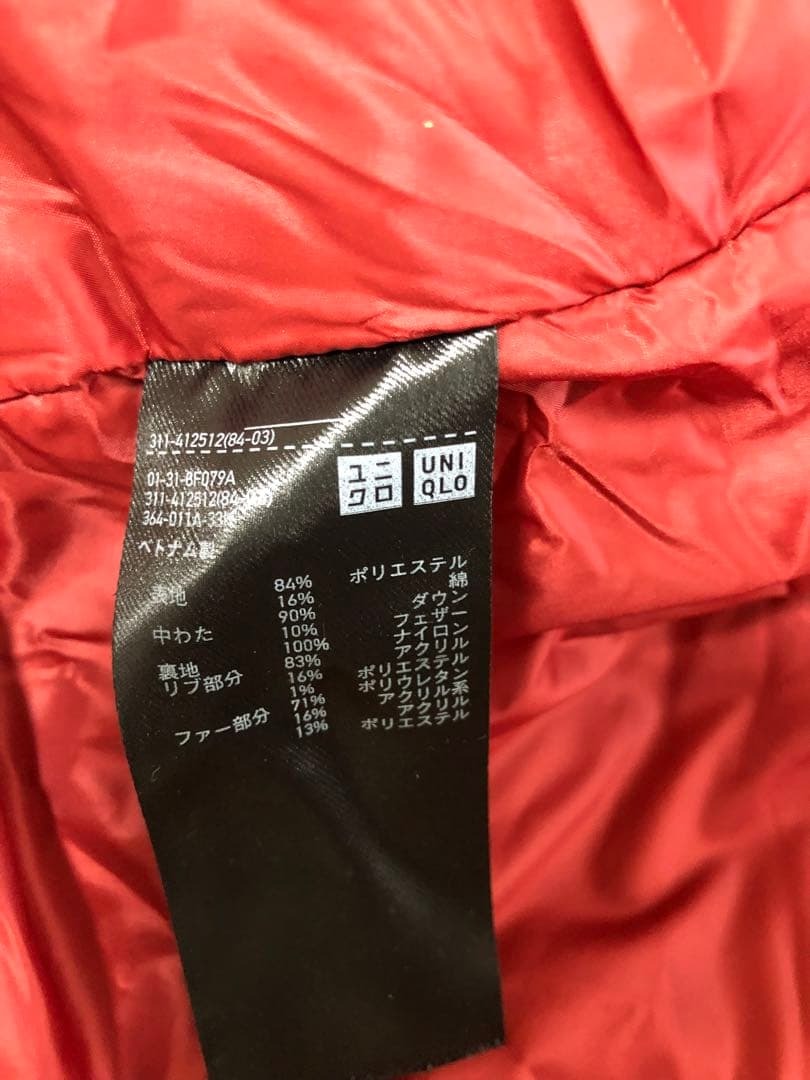 311-412512(84-03)
01-31-8F079A
311-412512(84-03)
364-011A-33
ベトナム製
ユニ
クロ
UNI
QLO
表地 84% ポリエステル
16% 綿
中わた 90% ダウン
10% フェザー
裏地 100% ナイロン
リブ部分 83% アクリル
16% ポリエステル
1% ポリウレタン
ファー部分 71% アクリル系
16% アクリル
13% ポリエステル